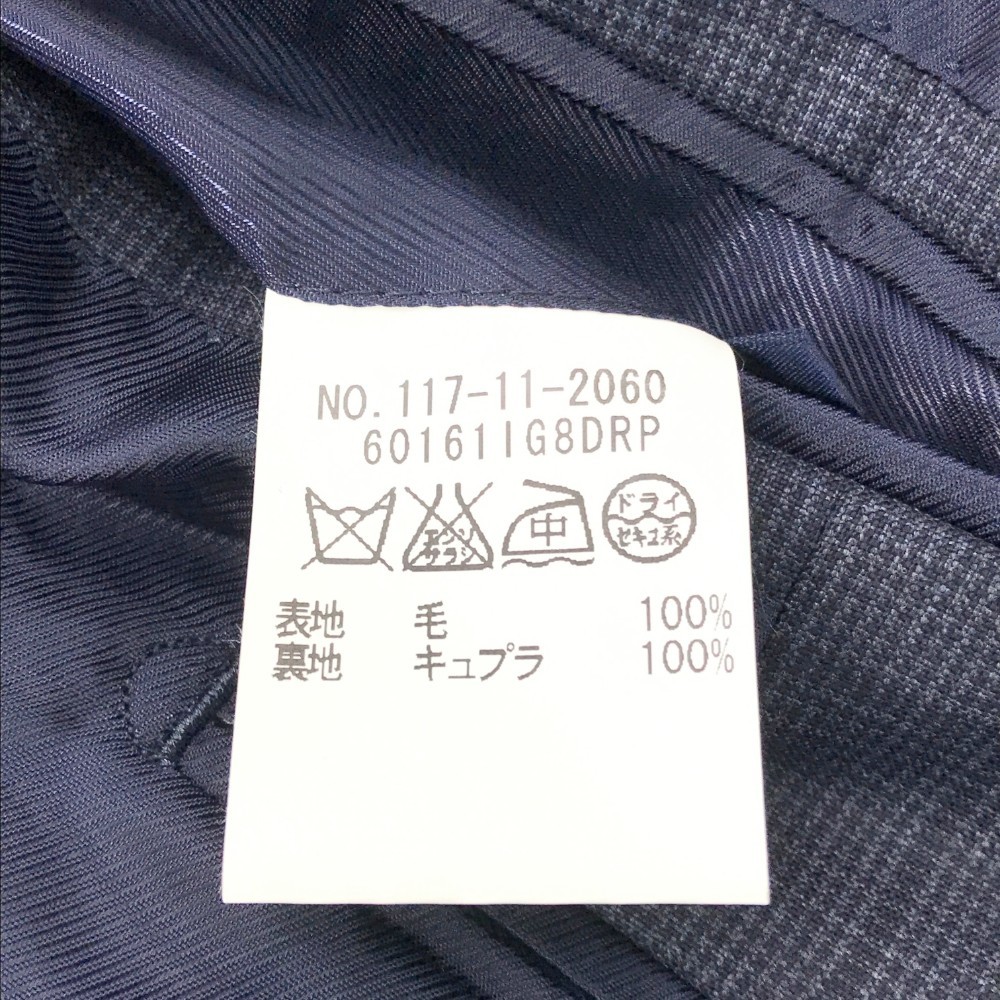 NO. 117-11-2060
60161IG8DRP
エンソ
サラシ
中
ドライ
セキユ系
表地 毛 100%
裏地 キュプラ 100%